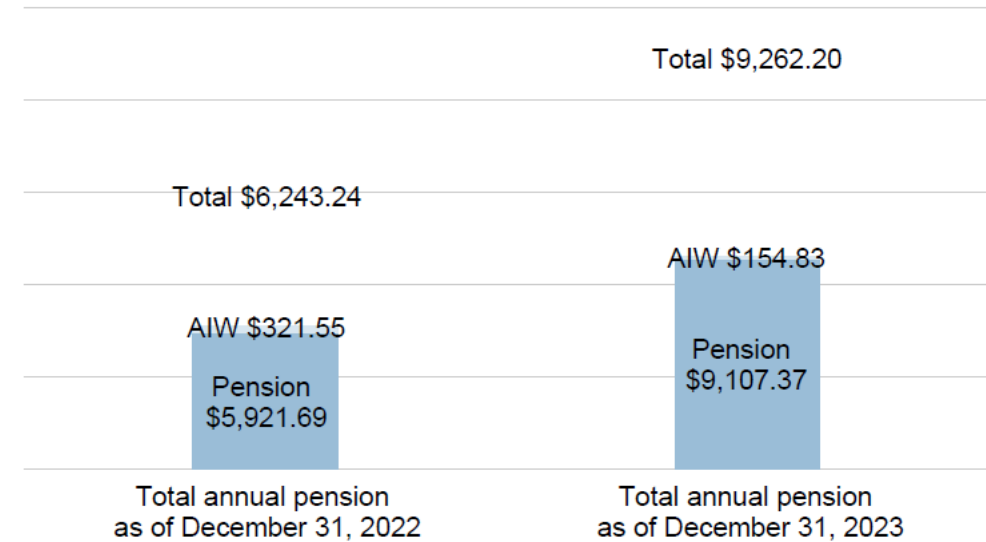 Total $9,262.20
Total $6,243.24
AIW $154.83
AIW $321.55
Pension
$9,107.37
Pension
$5,921.69
Total annual pension
as of December 31, 2022
Total annual pension
as of December 31, 2023